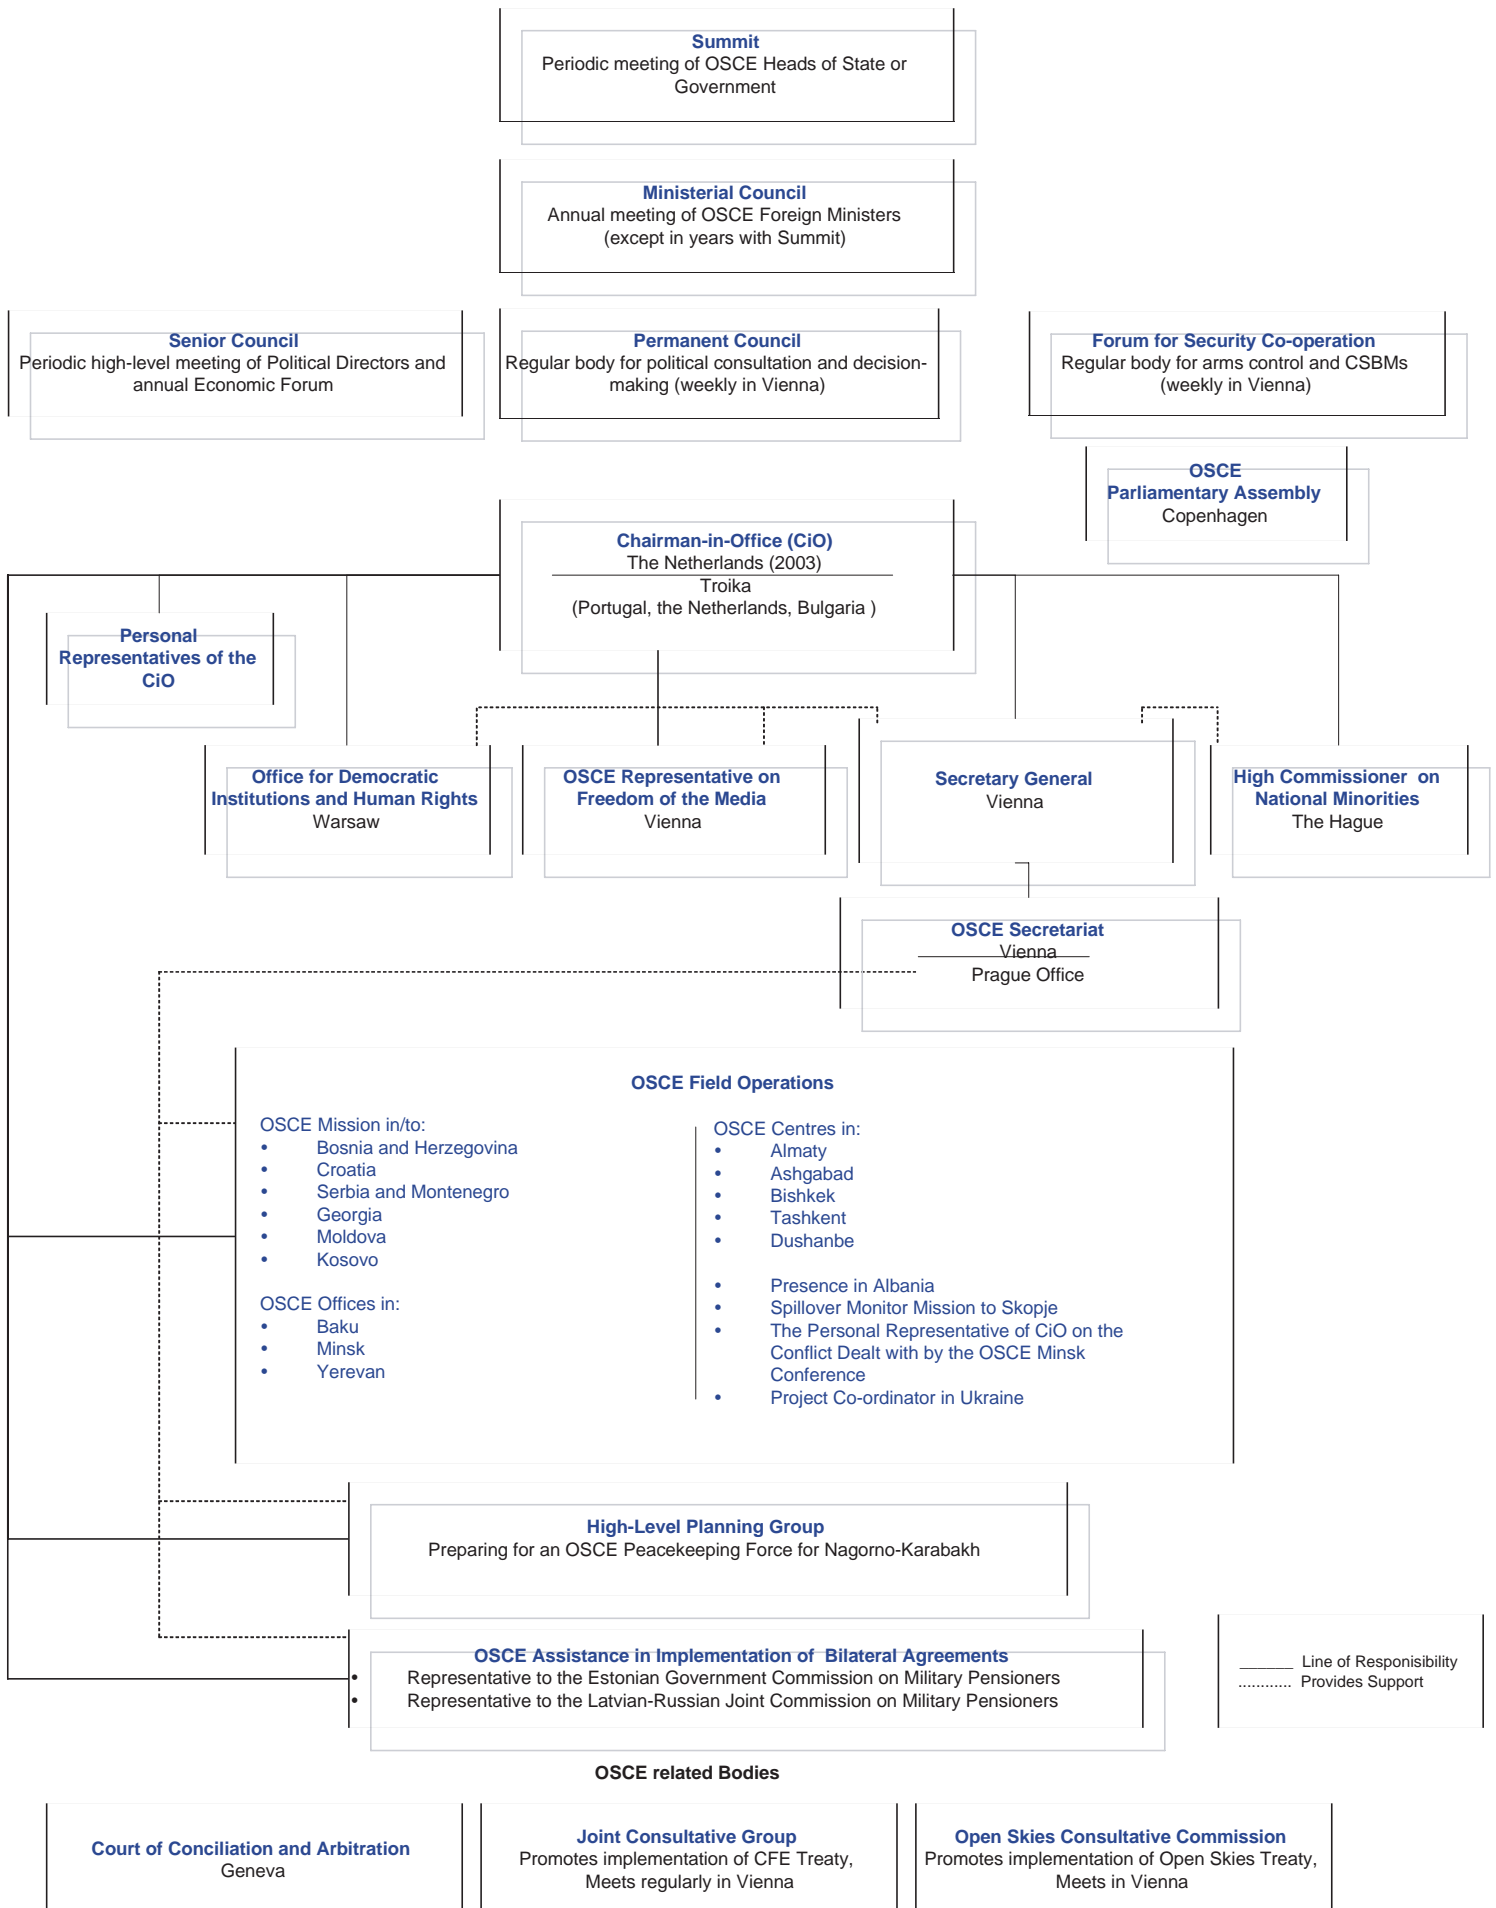 Summit
Periodic meeting of OSCE Heads of State or
Government
Ministerial Council
Annual meeting of OSCE Foreign Ministers
(except in years with Summit)
Senior Council
Periodic high-level meeting of Political Directors and
annual Economic Forum
Permanent Council
Regular body for political consultation and decision-
making (weekly in Vienna)
Forum for Security Co-operation
Regular body for arms control and CSBMs
(weekly in Vienna)
OSCE
Parliamentary Assembly
Copenhagen
Chairman-in-Office (CiO)
The Netherlands (2003)
Troika
(Portugal, the Netherlands, Bulgaria )
Personal
Representatives of the
CiO
Office for Democratic
Institutions and Human Rights
Warsaw
OSCE Representative on
Freedom of the Media
Vienna
Secretary General
Vienna
High Commissioner on
National Minorities
The Hague
OSCE Secretariat
Vienna
Prague Office
OSCE Field Operations
OSCE Mission in/to:
• Bosnia and Herzegovina
• Croatia
• Serbia and Montenegro
• Georgia
• Moldova
• Kosovo
OSCE Offices in:
• Baku
• Minsk
• Yerevan
OSCE Centres in:
• Almaty
• Ashgabad
• Bishkek
• Tashkent
• Dushanbe
• Presence in Albania
• Spillover Monitor Mission to Skopje
• The Personal Representative of CiO on the
Conflict Dealt with by the OSCE Minsk
Conference
• Project Co-ordinator in Ukraine
High-Level Planning Group
Preparing for an OSCE Peacekeeping Force for Nagorno-Karabakh
OSCE Assistance in Implementation of Bilateral Agreements
• Representative to the Estonian Government Commission on Military Pensioners
• Representative to the Latvian-Russian Joint Commission on Military Pensioners
______ Line of Responisibility
............ Provides Support
OSCE related Bodies
Court of Conciliation and Arbitration
Geneva
Joint Consultative Group
Promotes implementation of CFE Treaty,
Meets regularly in Vienna
Open Skies Consultative Commission
Promotes implementation of Open Skies Treaty,
Meets in Vienna